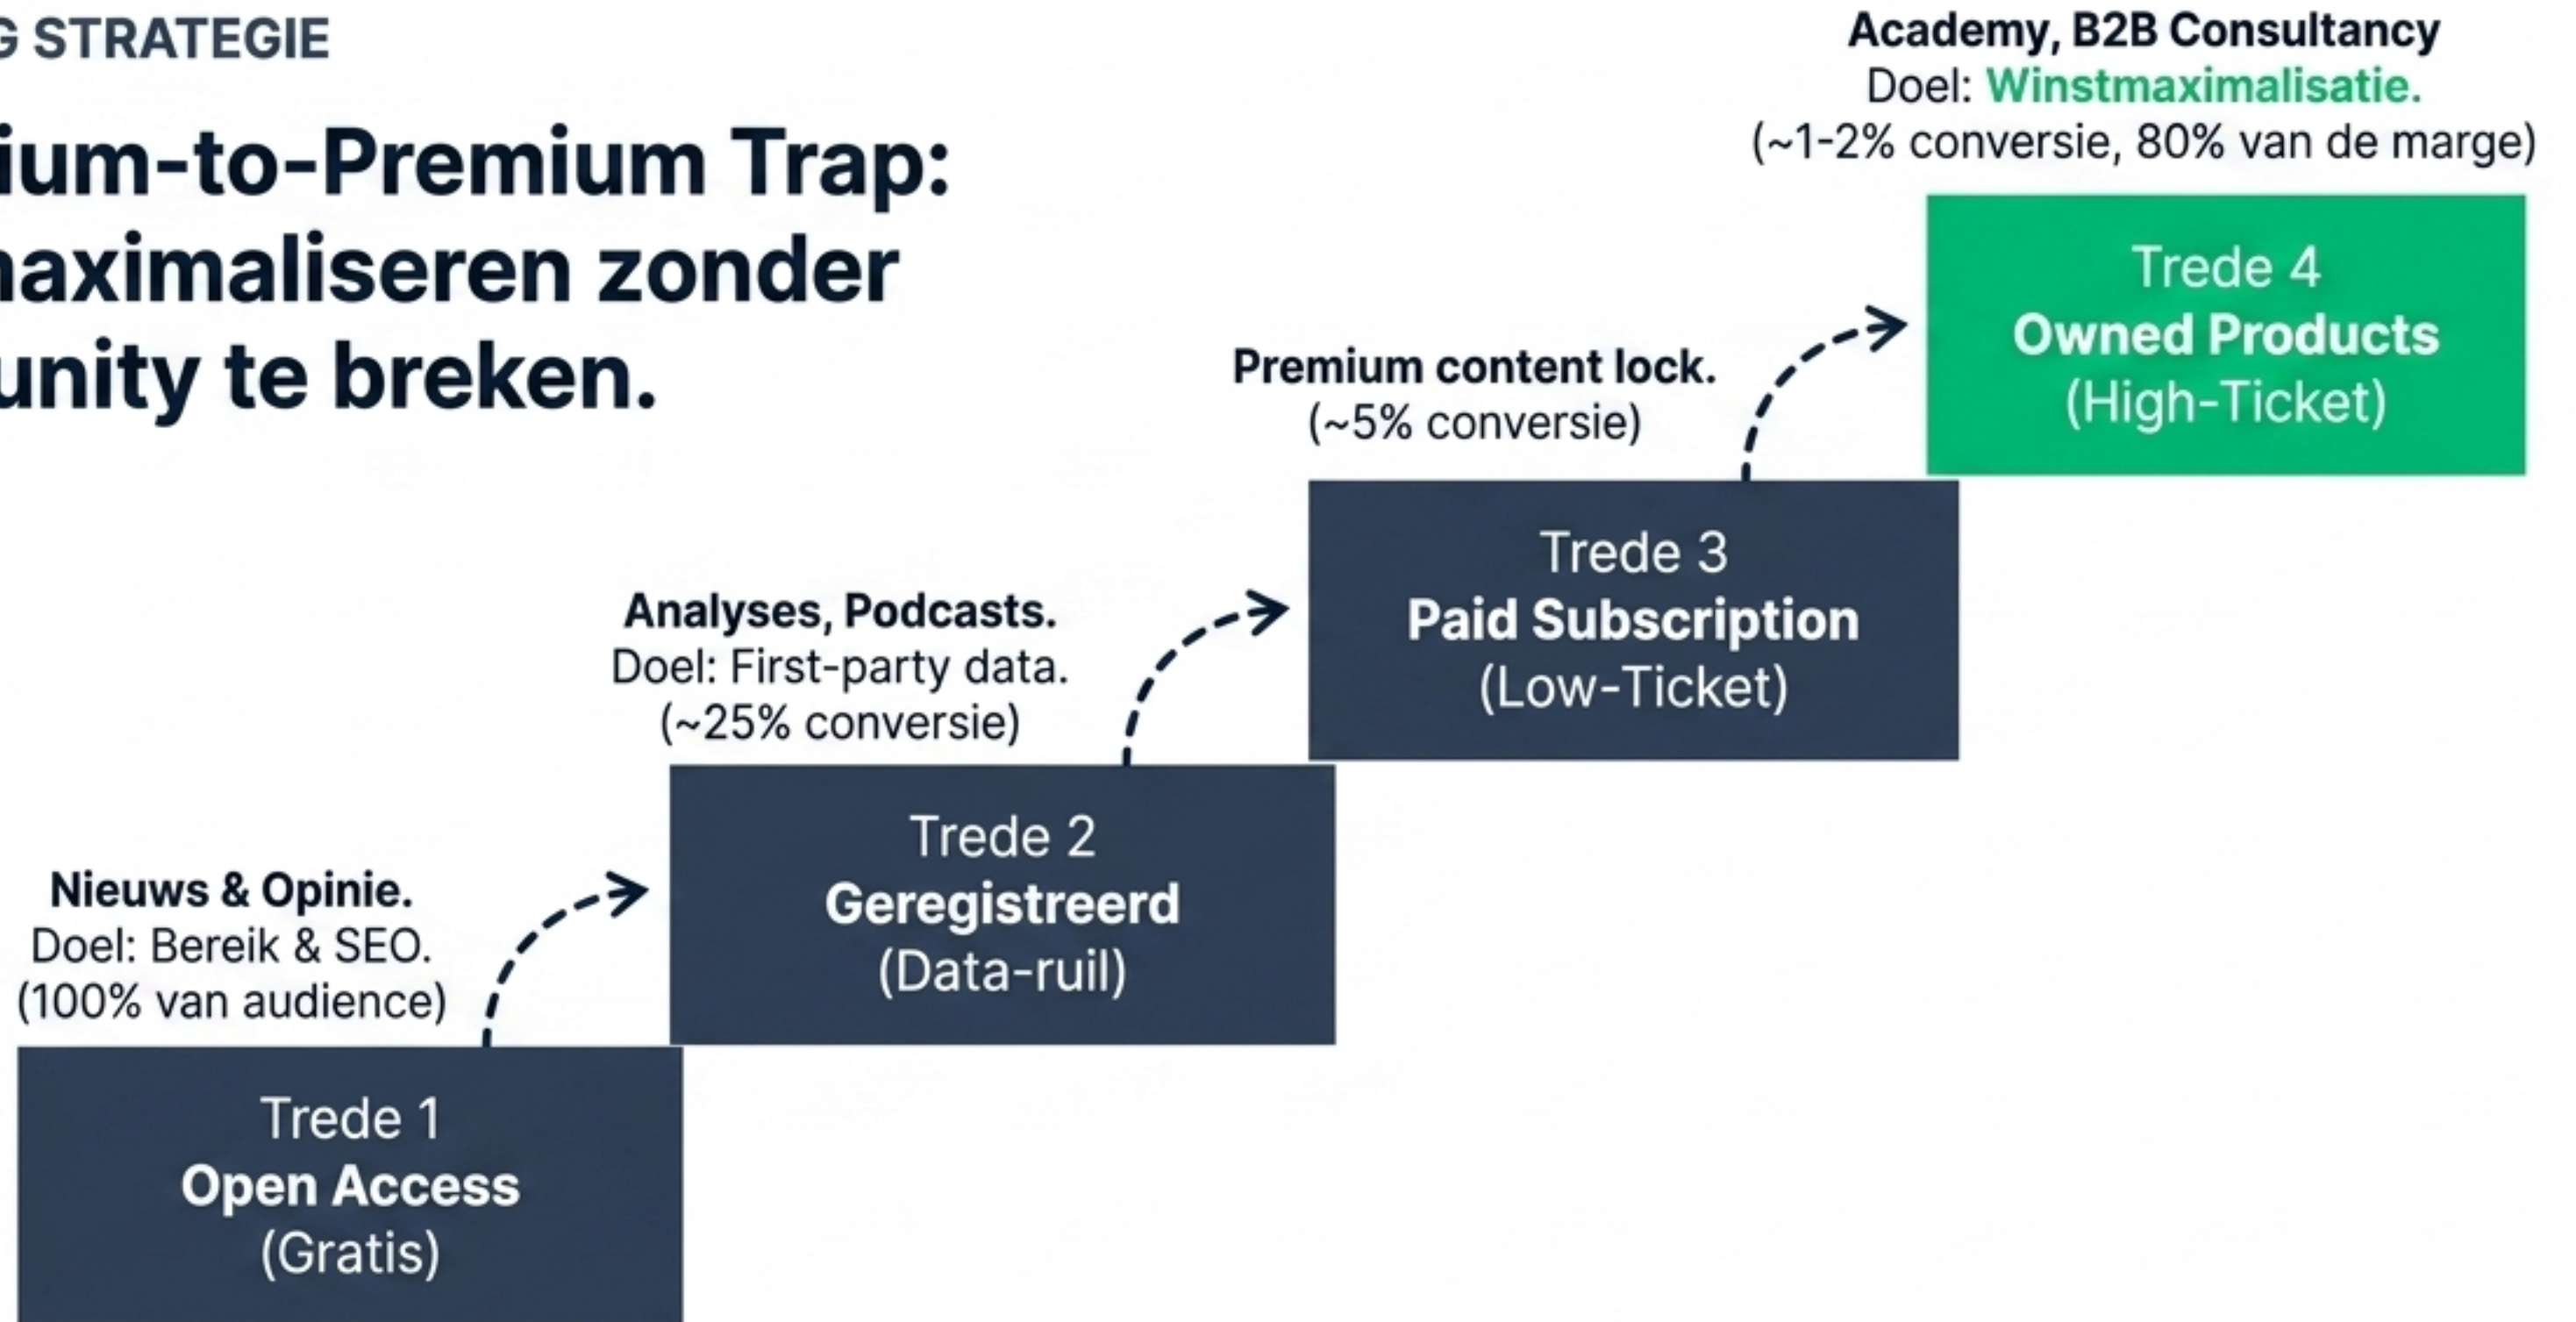 G STRATEGIE
ium-to-Premium Trap:
maximaliseren zonder
unity te breken.
Academy, B2B Consultancy
Doel: Winstmaximalisatie.
(~1-2% conversie, 80% van de marge)
Trede 4
Owned Products
(High-Ticket)
Premium content lock.
(~5% conversie)
Trede 3
Paid Subscription
(Low-Ticket)
Analyses, Podcasts.
Doel: First-party data.
(~25% conversie)
Trede 2
Geregistreerd
(Data-ruil)
Nieuws & Opinie.
Doel: Bereik & SEO.
(100% van audience)
Trede 1
Open Access
(Gratis)